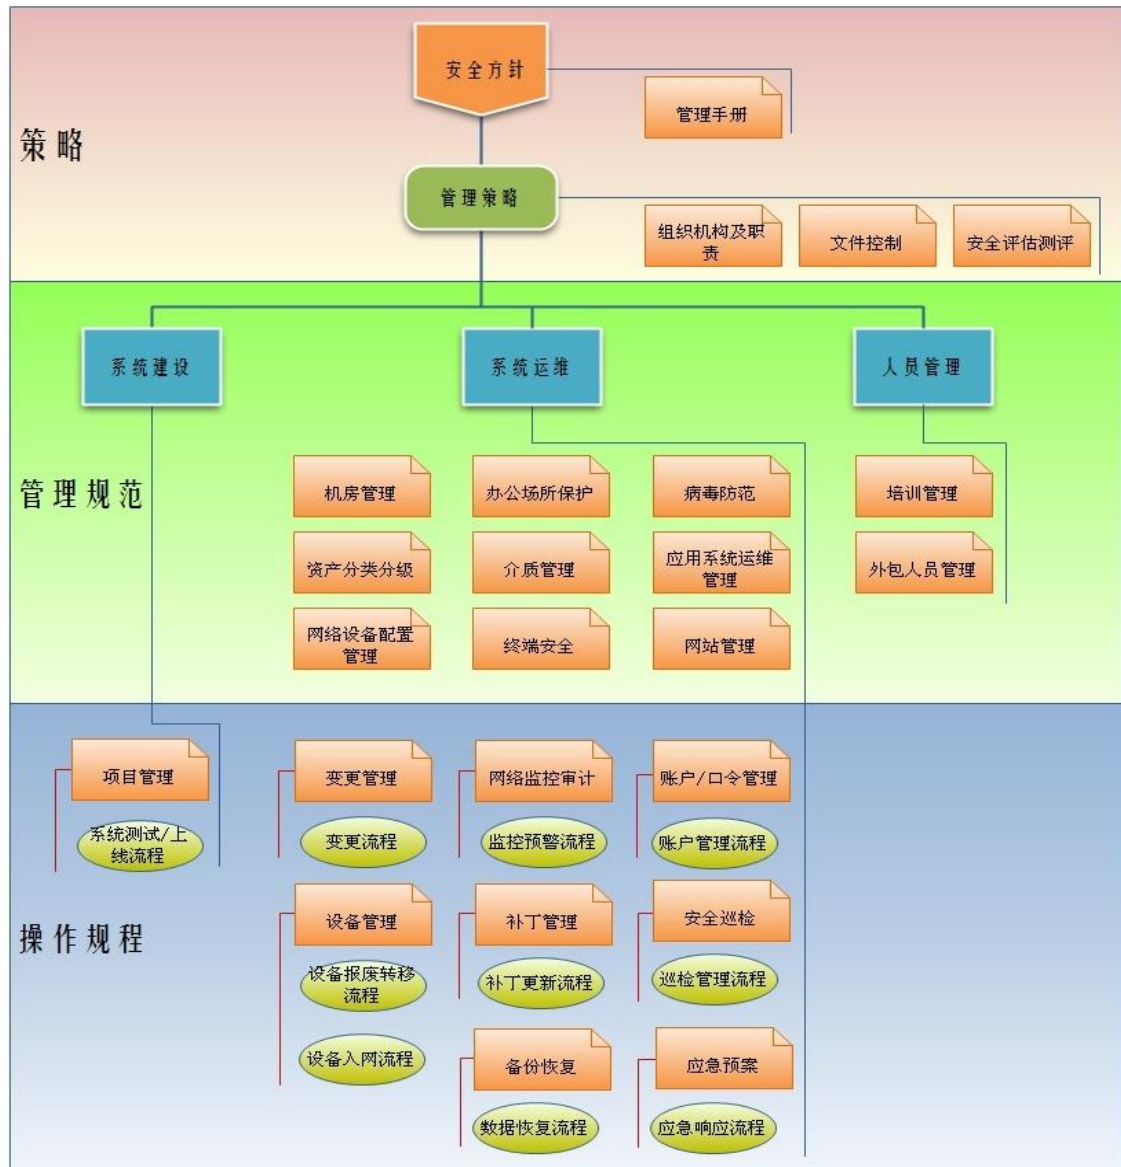 安全方针
管理手册
策略
管理策略
组织机构及职
责
文件控制
安全评估测评
系统建设
系统运维
人员管理
管理规范
机房管理
办公场所保护
病毒防范
培训管理
资产分类分级
介质管理
应用系统运维
管理
外包人员管理
网络设备配置
管理
终端安全
网站管理
操作规程
项目管理
系统测试/上
线流程
变更管理
变更流程
网络监控审计
监控预警流程
账户/口令管理
账户管理流程
设备管理
设备报废转移
流程
设备入网流程
补丁管理
补丁更新流程
安全巡检
巡检管理流程
备份恢复
数据恢复流程
应急预案
应急响应流程